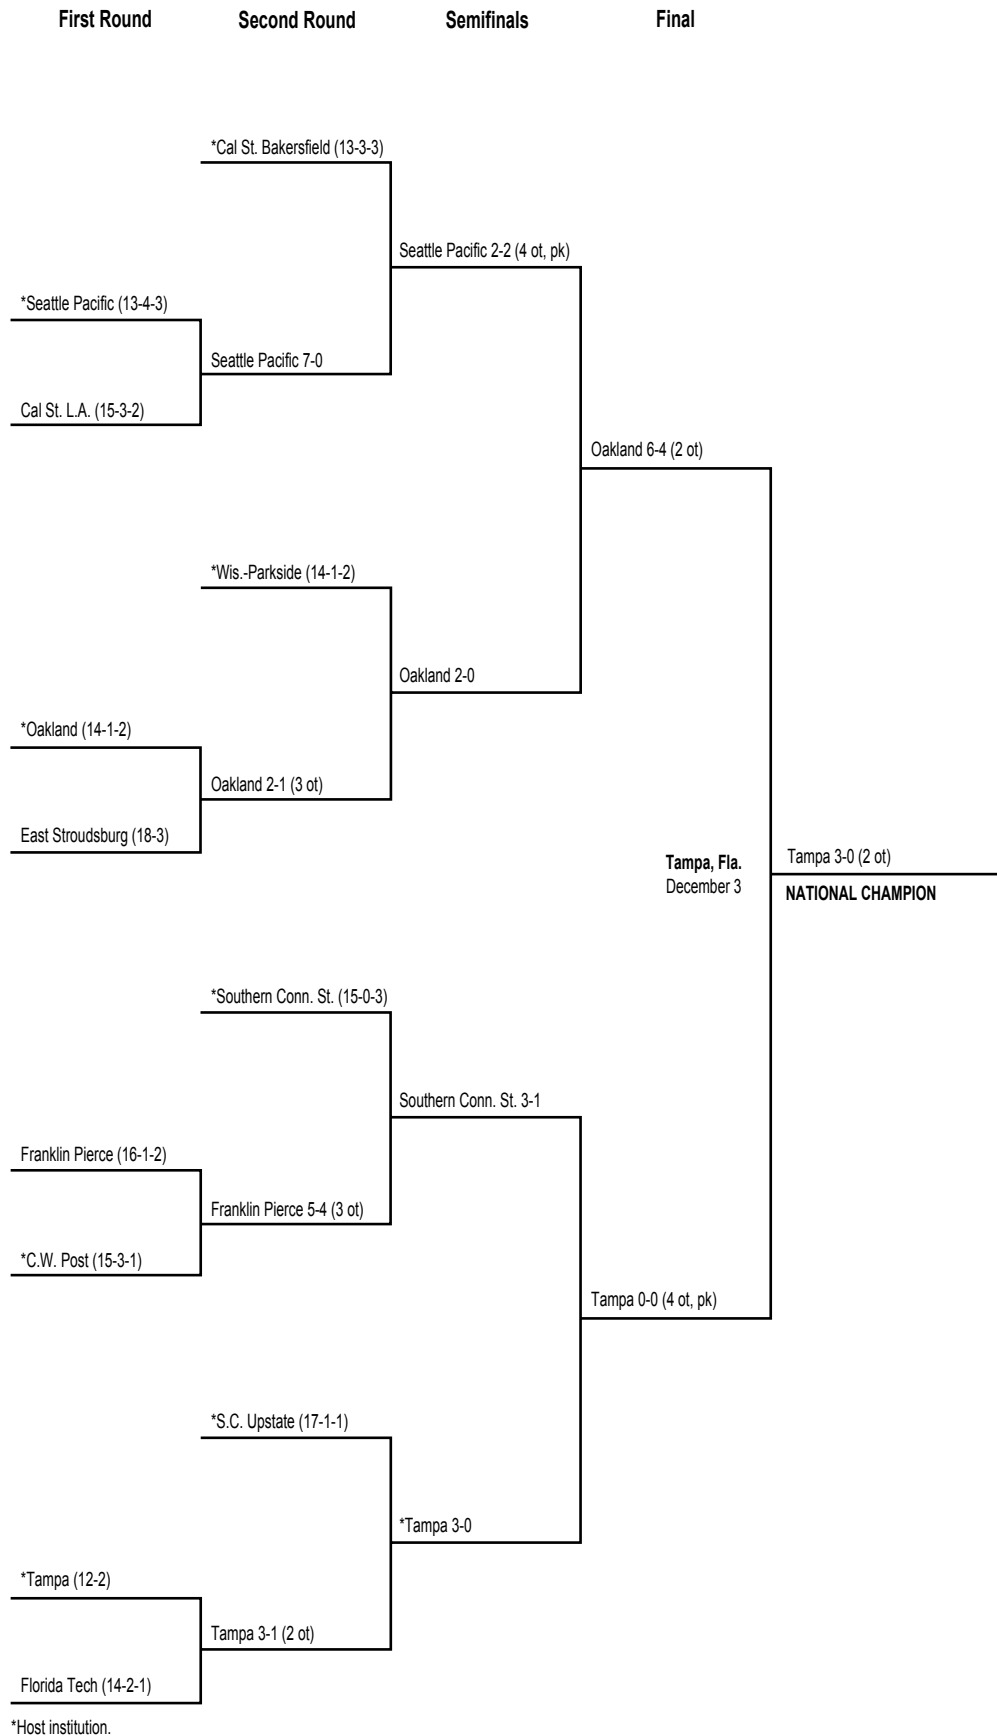 First Round Second Round Semifinals Final
*Cal St. Bakersfield (13-3-3)
Seattle Pacific 2-2 (4 ot, pk)
*Seattle Pacific (13-4-3)
Seattle Pacific 7-0
Cal St. L.A. (15-3-2)
Oakland 6-4 (2 ot)
*Wis.-Parkside (14-1-2)
Oakland 2-0
*Oakland (14-1-2)
Oakland 2-1 (3 ot)
East Stroudsburg (18-3)
Tampa, Fla.
December 3
Tampa 3-0 (2 ot)
NATIONAL CHAMPION
*Southern Conn. St. (15-0-3)
Southern Conn. St. 3-1
Franklin Pierce (16-1-2)
Franklin Pierce 5-4 (3 ot)
*C.W. Post (15-3-1)
Tampa 0-0 (4 ot, pk)
*S.C. Upstate (17-1-1)
*Tampa 3-0
*Tampa (12-2)
Tampa 3-1 (2 ot)
Florida Tech (14-2-1)
*Host institution.